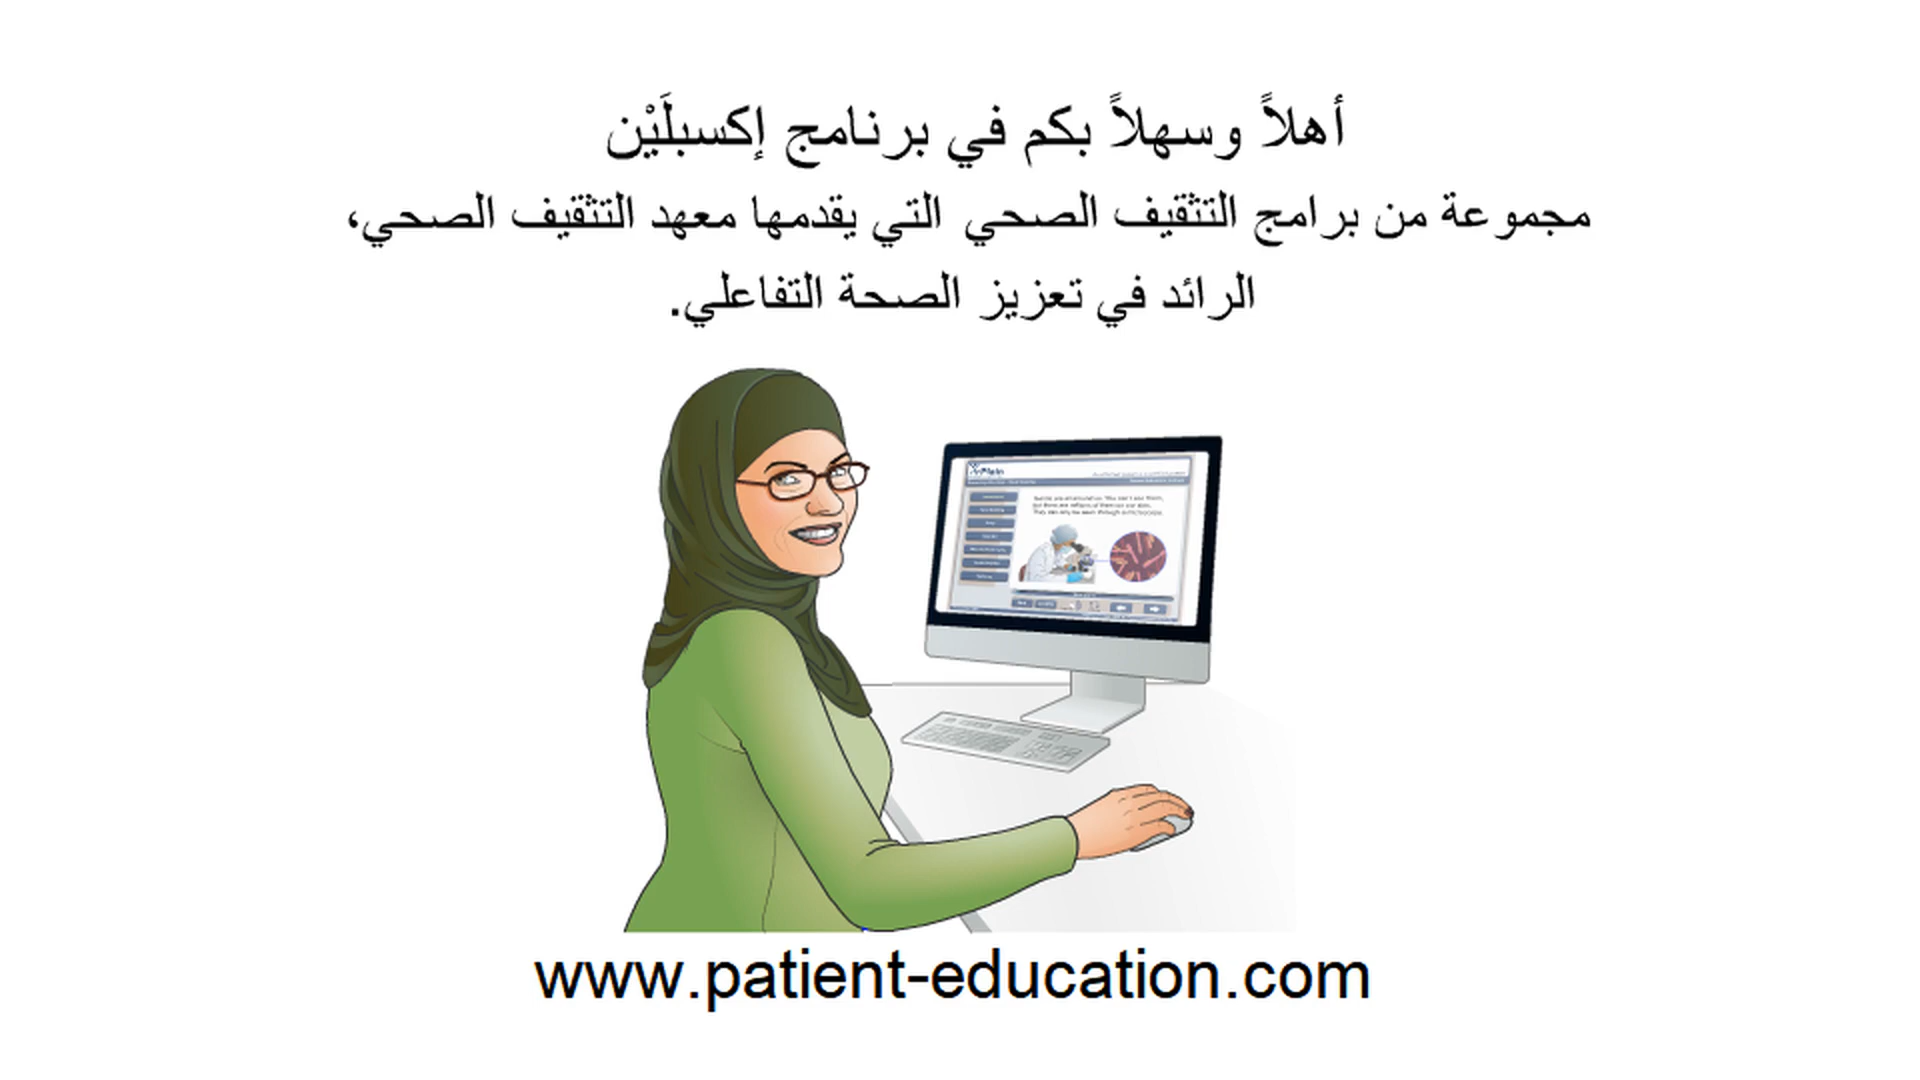 أهلاً وسهلاً بكم في برنامج إكسبلَيْن
مجموعة من برامج التثقيف الصحي التي يقدمها معهد التثقيف الصحي،
الرائد في تعزيز الصحة التفاعلي.
www.patient-education.com